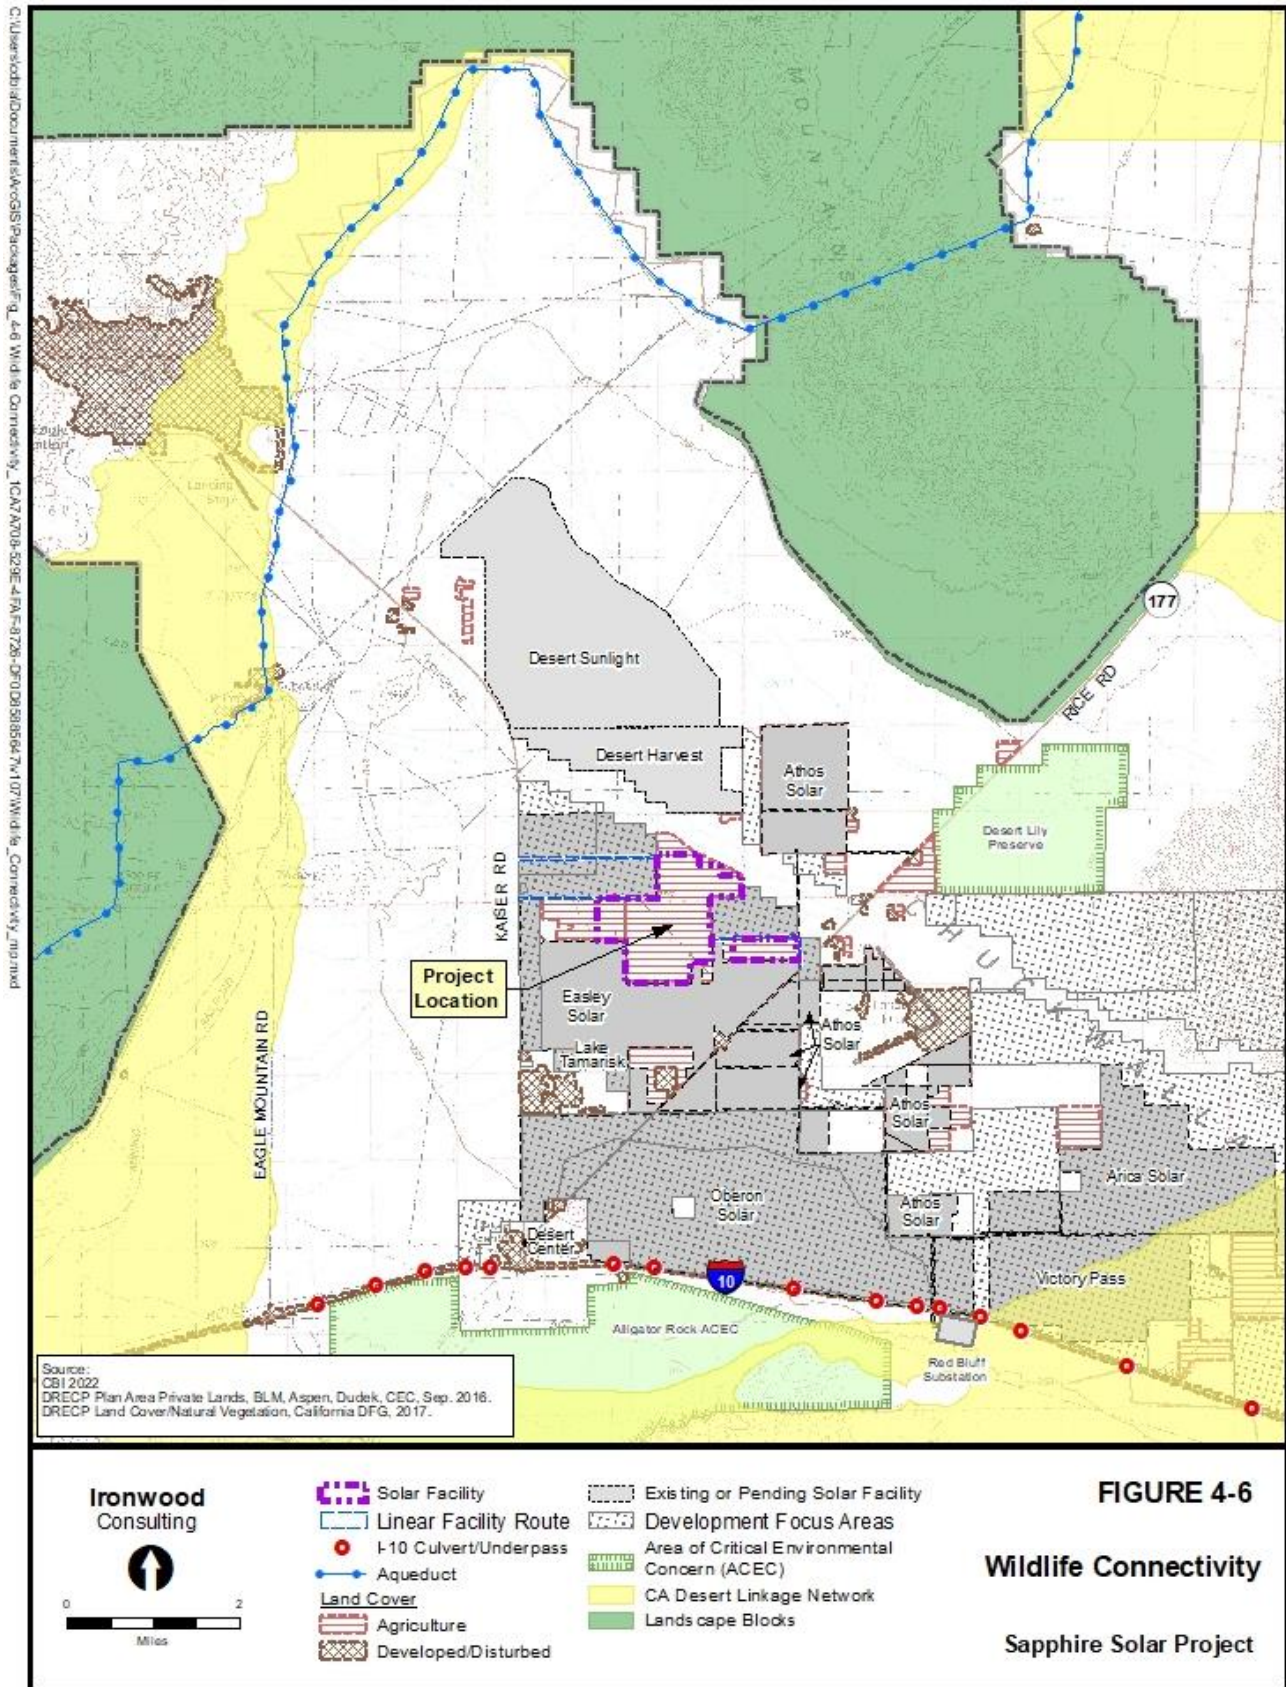 MOUNTAINS
177
RICE RD
Desert Sunlight
Desert Harvest
Athos
Solar
Desert Lily
Preserve
KAISER RD
CHUCKWALLA
Project
Location
Easley
Solar
Lake
Tamarisk
Athos
Solar
EAGLE MOUNTAIN RD
Athos
Solar
Arica Solar
Oberon
Solar
Athos
Solar
Desert
Center
10
Victory Pass
Alligator Rock ACEC
Red Bluff
Substation
Source:
CBI 2022
DRECP Plan Area Private Lands, BLM, Aspen, Dudek, CEC, Sep. 2016.
DRECP Land Cover/Natural Vegetation, California DFG, 2017.
Ironwood
Consulting
0 2
Miles
Solar Facility
Linear Facility Route
I-10 Culvert/Underpass
Aqueduct
Land Cover
Agriculture
Developed/Disturbed
Existing or Pending Solar Facility
Development Focus Areas
Area of Critical Environmental
Concern (ACEC)
CA Desert Linkage Network
Landscape Blocks
FIGURE 4-6
Wildlife Connectivity
Sapphire Solar Project